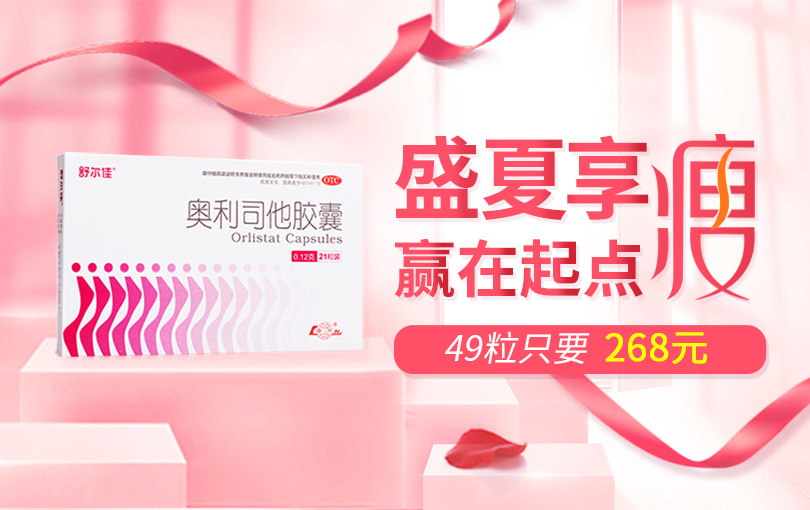 舒尔佳®
OTC
奥利司他胶囊
Orlistat Capsules
0.12克 21粒装
盛夏享瘦
赢在起点
49粒只要 268元